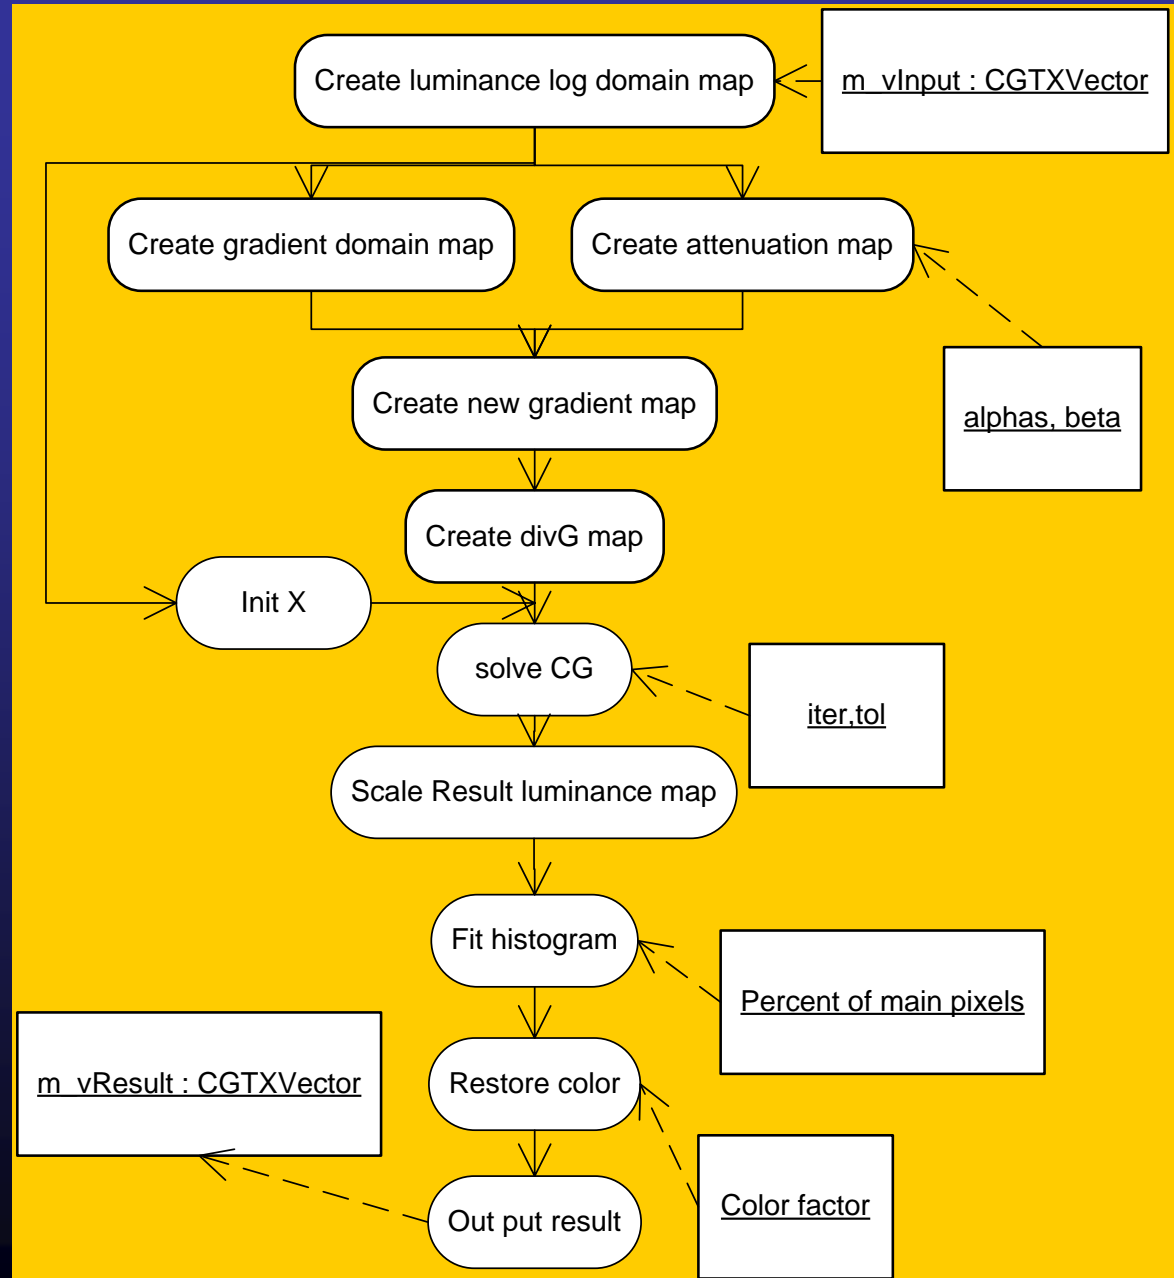 Create luminance log domain map
m_vInput : CGTXVector
Create gradient domain map
Create attenuation map
Create new gradient map
alphas, beta
Create divG map
Init X
solve CG
iter,tol
Scale Result luminance map
Fit histogram
Percent of main pixels
m_vResult : CGTXVector
Restore color
Color factor
Out put result